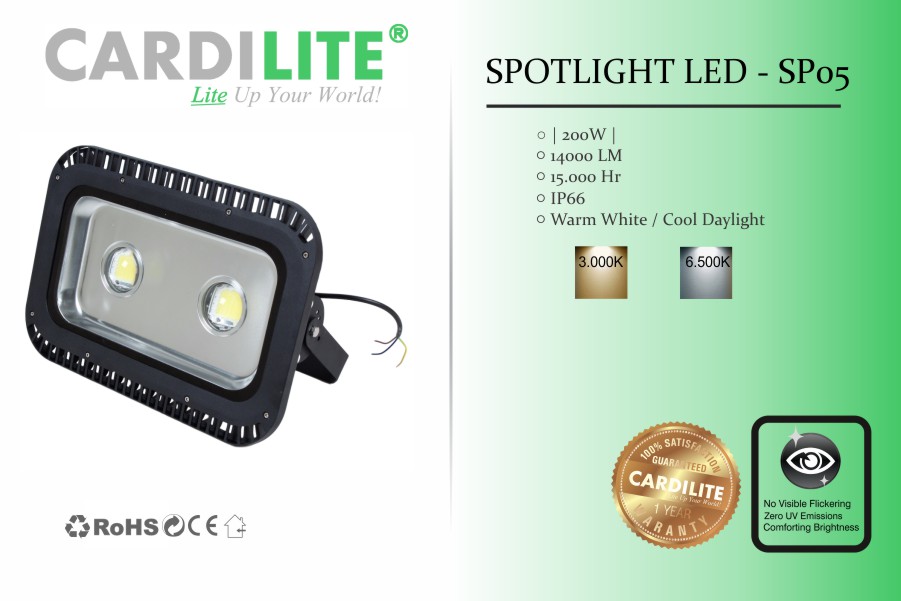 CARDILITE®
Lite Up Your World!
SPOTLIGHT LED - SP05
| 200W |
14000 LM
15.000 Hr
IP66
Warm White / Cool Daylight
3.000K 6.500K
100% SATISFACTION
GUARANTEED
CARDILITE
Lite Up Your World!
1 YEAR
WARANTY
No Visible Flickering
Zero UV Emissions
Comforting Brightness
RoHS CE